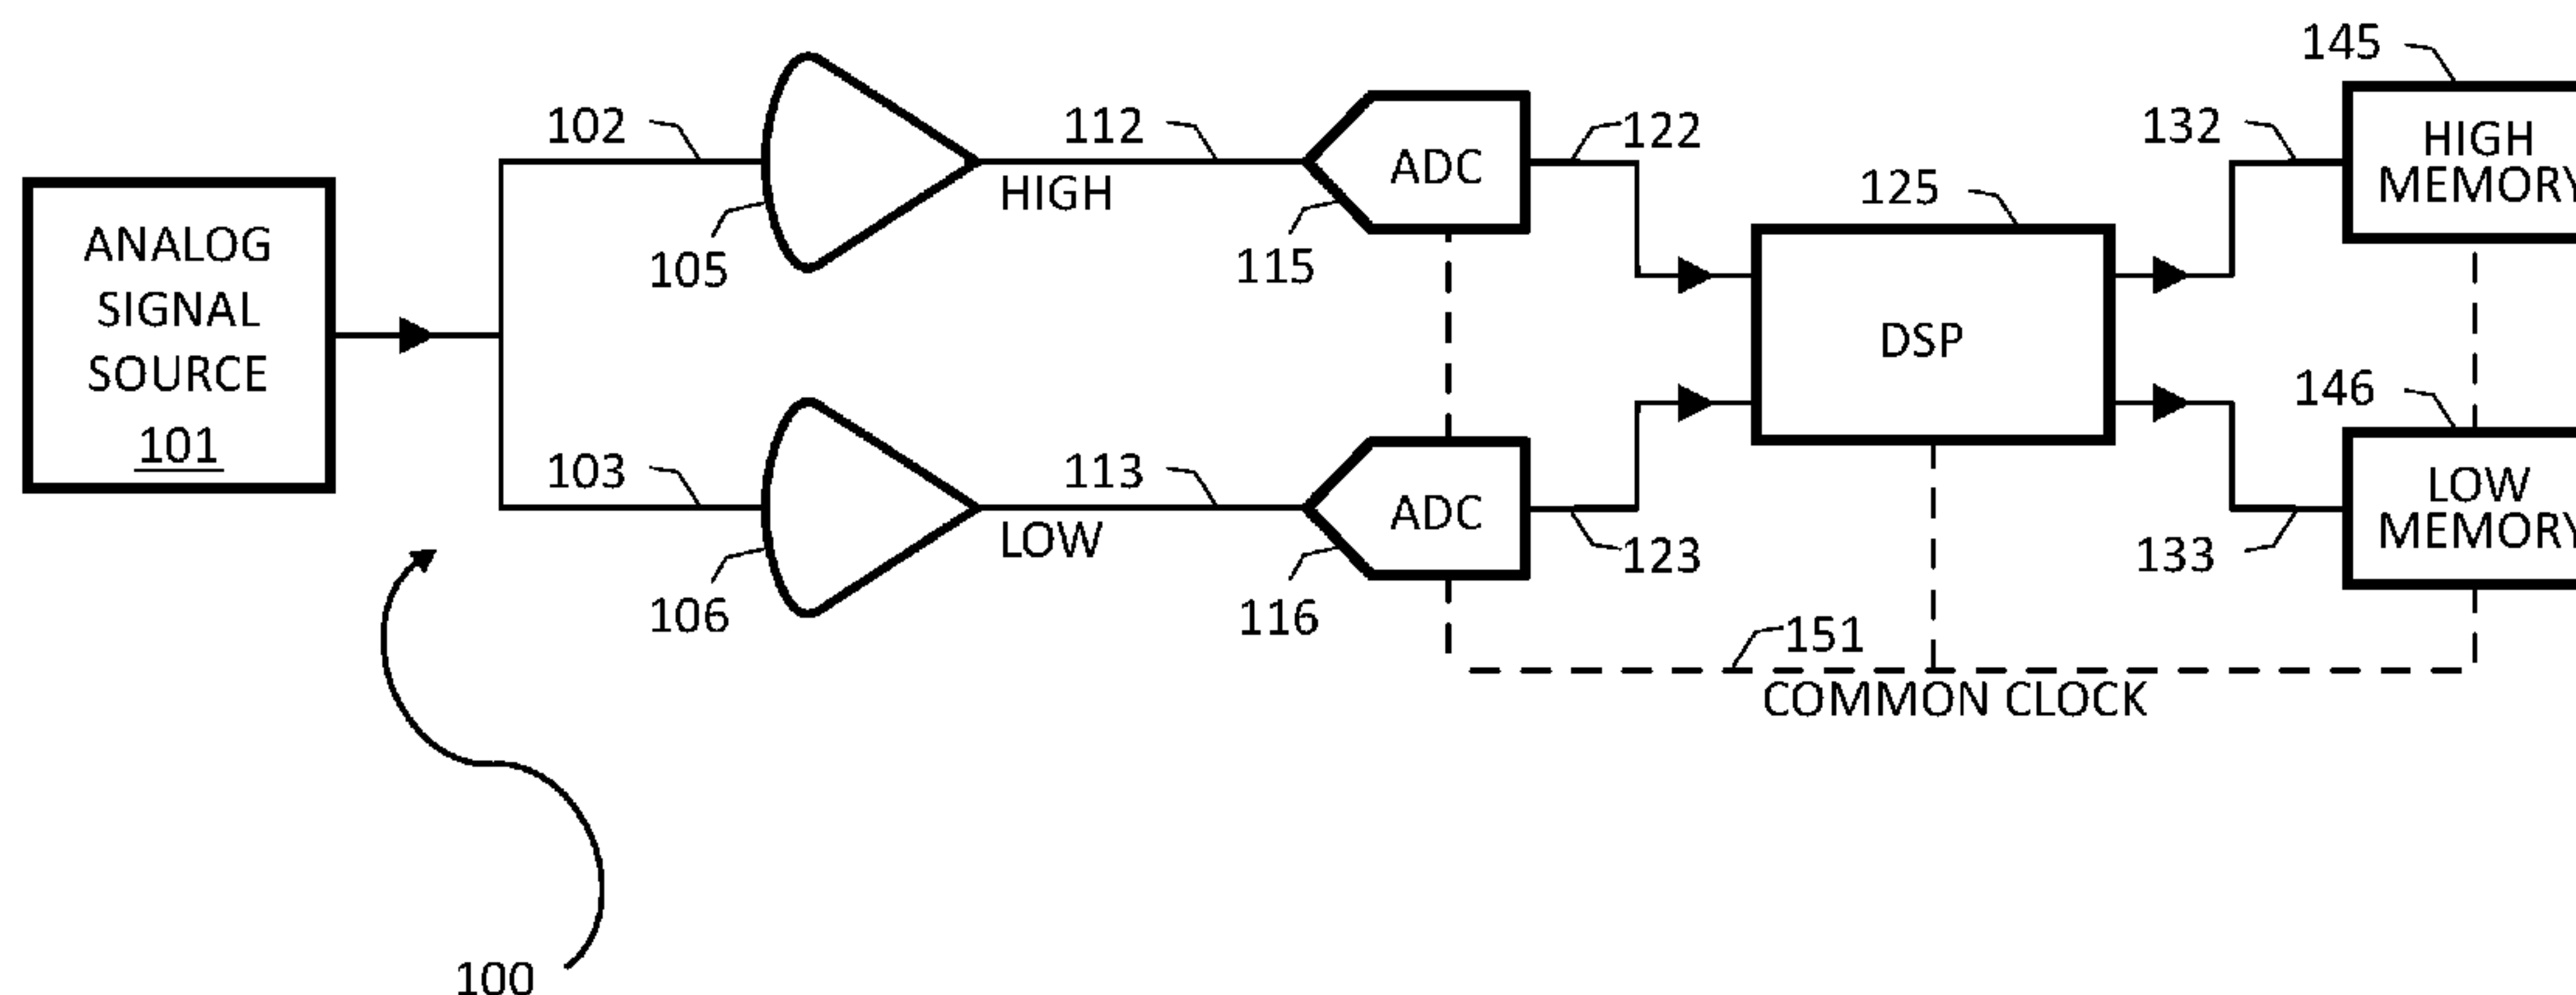 ANALOG
SIGNAL
SOURCE
101
102
103
105
106
HIGH
LOW
112
113
ADC
115
ADC
116
122
123
125
DSP
132
133
145
HIGH
MEMORY
146
LOW
MEMORY
151
COMMON CLOCK
100